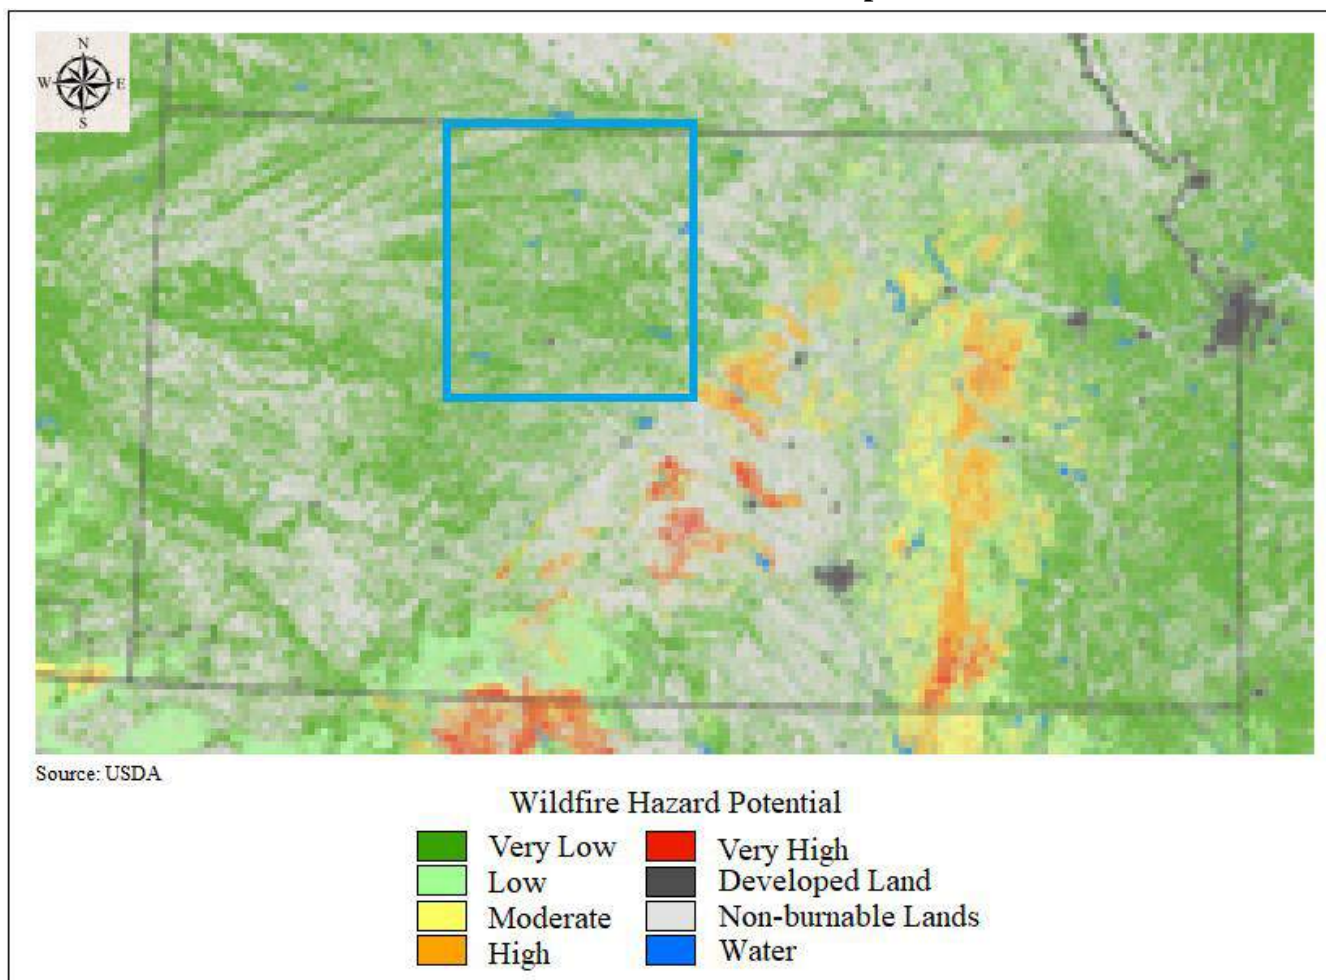 N
W E
S
Source: USDA
Wildfire Hazard Potential
Very Low
Low
Moderate
High
Very High
Developed Land
Non-burnable Lands
Water